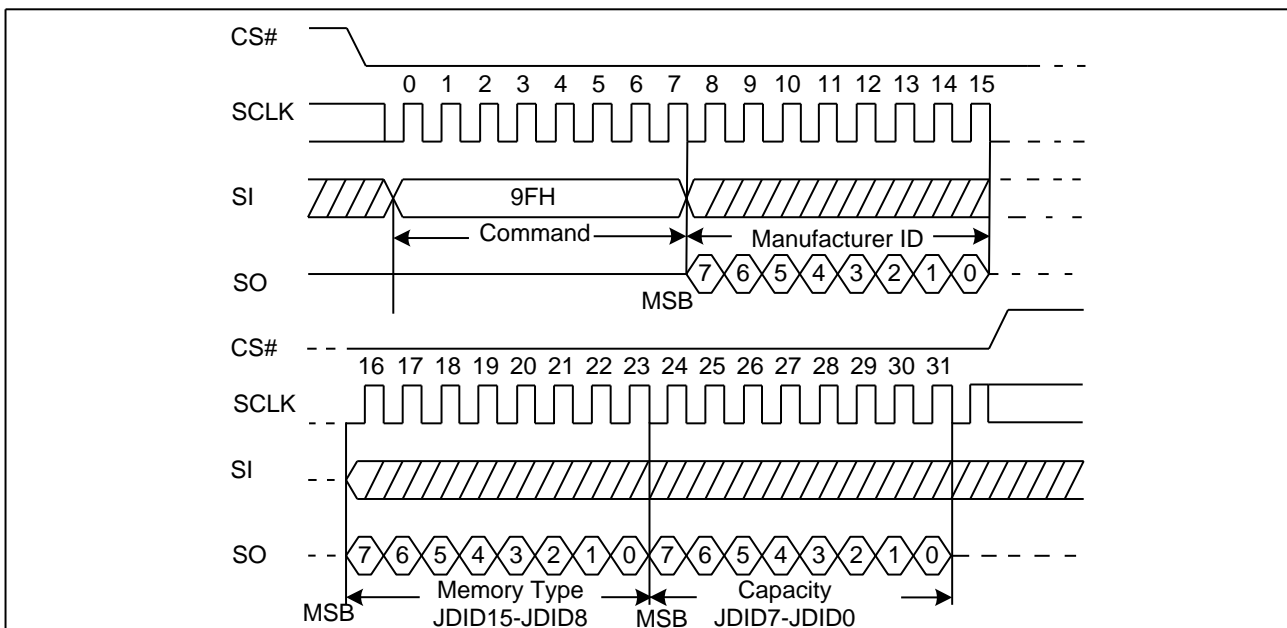 CS#
0 1 2 3 4 5 6 7 8 9 10 11 12 13 14 15
SCLK
SI
9FH
Command
Manufacturer ID
SO
7 6 5 4 3 2 1 0
MSB
CS#
16 17 18 19 20 21 22 23 24 25 26 27 28 29 30 31
SCLK
SI
SO
7 6 5 4 3 2 1 0 7 6 5 4 3 2 1 0
Memory Type Capacity
MSB JDID15-JDID8 MSB JDID7-JDID0